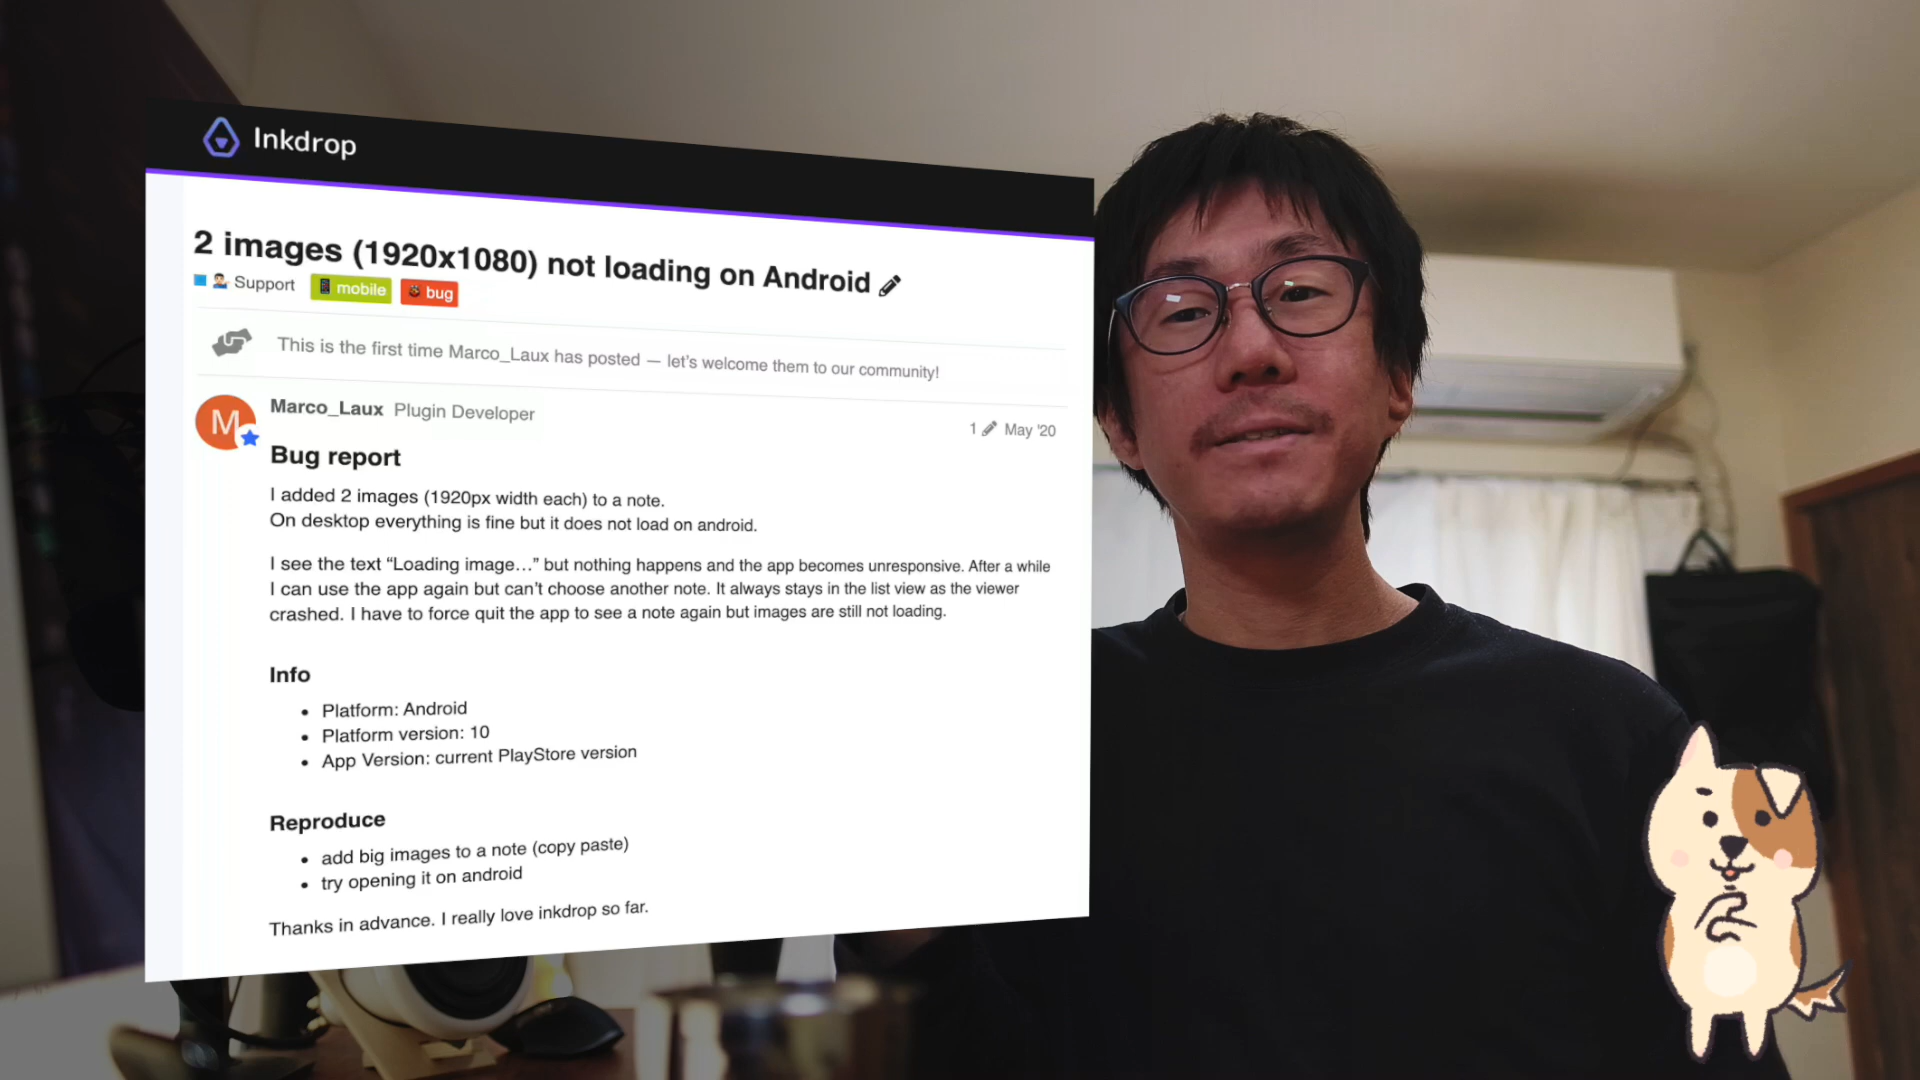 Inkdrop
2 images (1920x1080) not loading on Android
Support mobile bug
This is the first time Marco_Laux has posted — let's welcome them to our community!
M
Marco_Laux Plugin Developer
1 May '20
Bug report
I added 2 images (1920px width each) to a note.
On desktop everything is fine but it does not load on android.
I see the text “Loading image…” but nothing happens and the app becomes unresponsive. After a while
I can use the app again but can't choose another note. It always stays in the list view as the viewer
crashed. I have to force quit the app to see a note again but images are still not loading.
Info
• Platform: Android
• Platform version: 10
• App Version: current PlayStore version
Reproduce
• add big images to a note (copy paste)
• try opening it on android
Thanks in advance. I really love inkdrop so far.